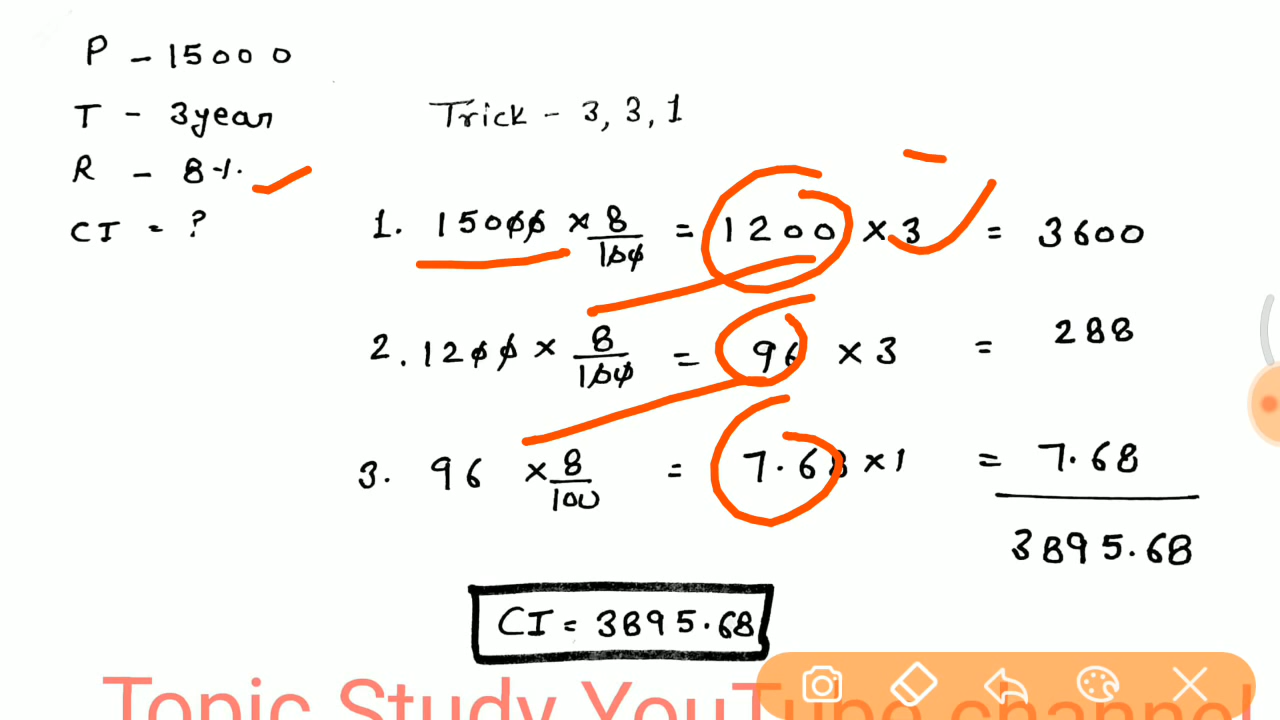 P - 15000
T - 3year
R - 8%
CI = ?
Trick - 3, 3, 1
1. 15000 × 8/100 = 1200 × 3 = 3600
2. 1200 × 8/100 = 96 × 3 = 288
3. 96 × 8/100 = 7.68 × 1 = 7.68
3895.68
CI = 3895.68
Topic Study YouTube channel